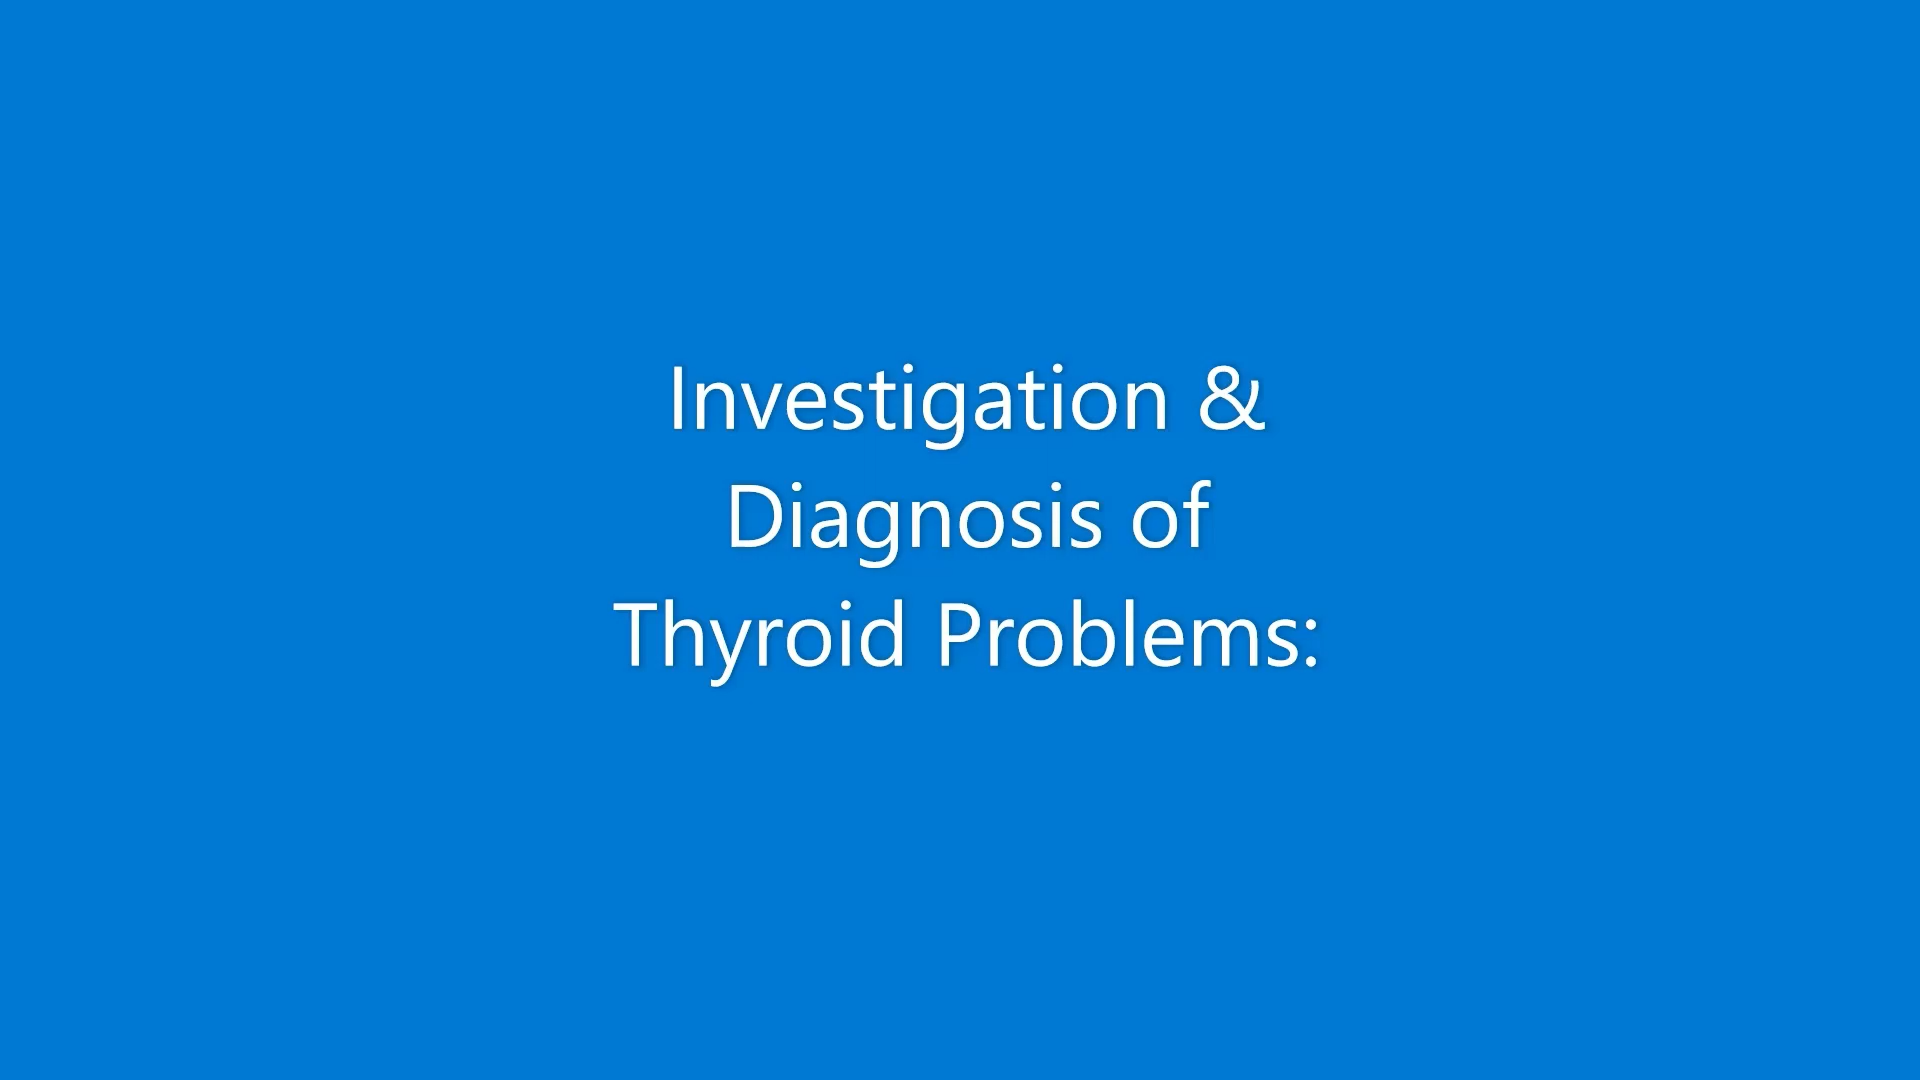 Investigation &
Diagnosis of
Thyroid Problems: